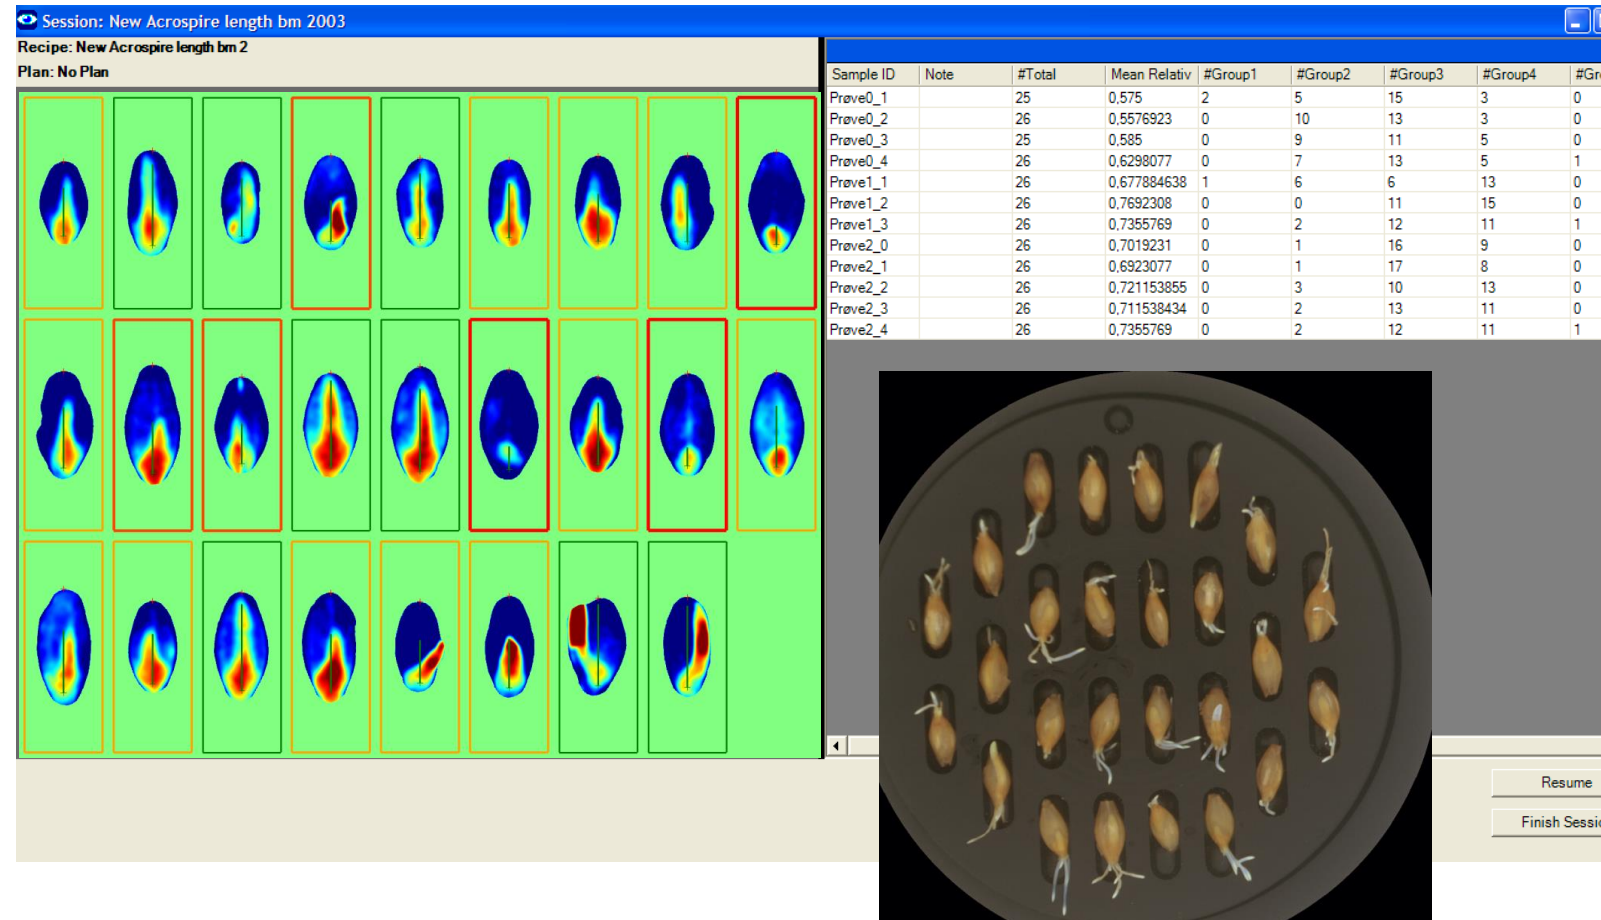 Session: New Acrospire length bm 2003
Recipe: New Acrospire length bm 2
Plan: No Plan
Sample ID Note #Total Mean Relativ #Group1 #Group2 #Group3 #Group4 #Gr
Prøve0_1 25 0,575 2 5 15 3 0
Prøve0_2 26 0,5576923 0 10 13 3 0
Prøve0_3 25 0,585 0 9 11 5 0
Prøve0_4 26 0,6298077 0 7 13 5 1
Prøve1_1 26 0,677884638 1 6 6 13 0
Prøve1_2 26 0,7692308 0 0 11 15 0
Prøve1_3 26 0,7355769 0 2 12 11 1
Prøve2_0 26 0,7019231 0 1 16 9 0
Prøve2_1 26 0,6923077 0 1 17 8 0
Prøve2_2 26 0,721153855 0 3 10 13 0
Prøve2_3 26 0,711538434 0 2 13 11 0
Prøve2_4 26 0,7355769 0 2 12 11 1
Resume
Finish Sessio